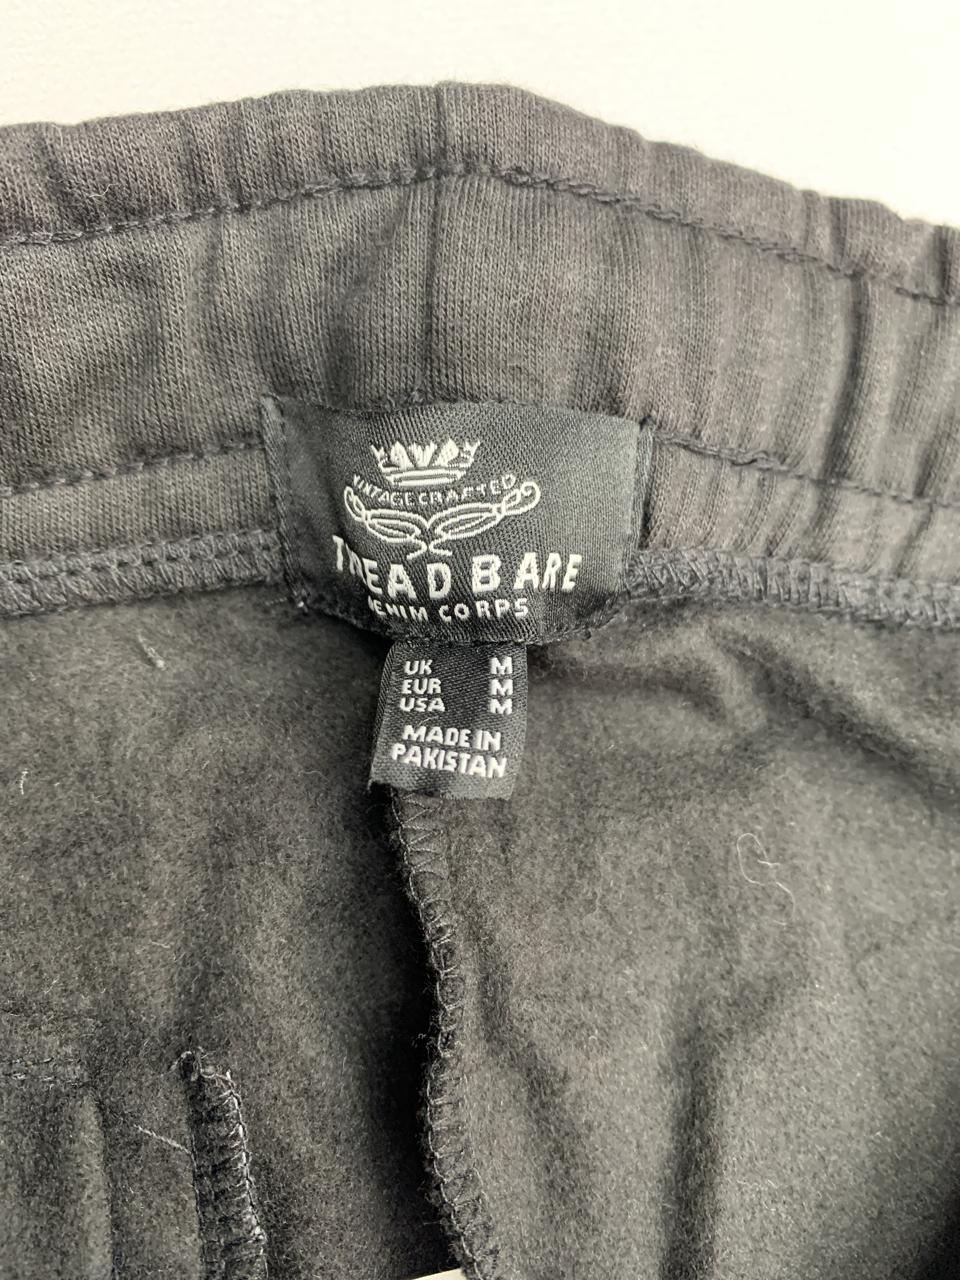 VINTAGE CRAFTED
THREAD BARE
DENIM CORPS
UK M
EUR M
USA M
MADE IN
PAKISTAN